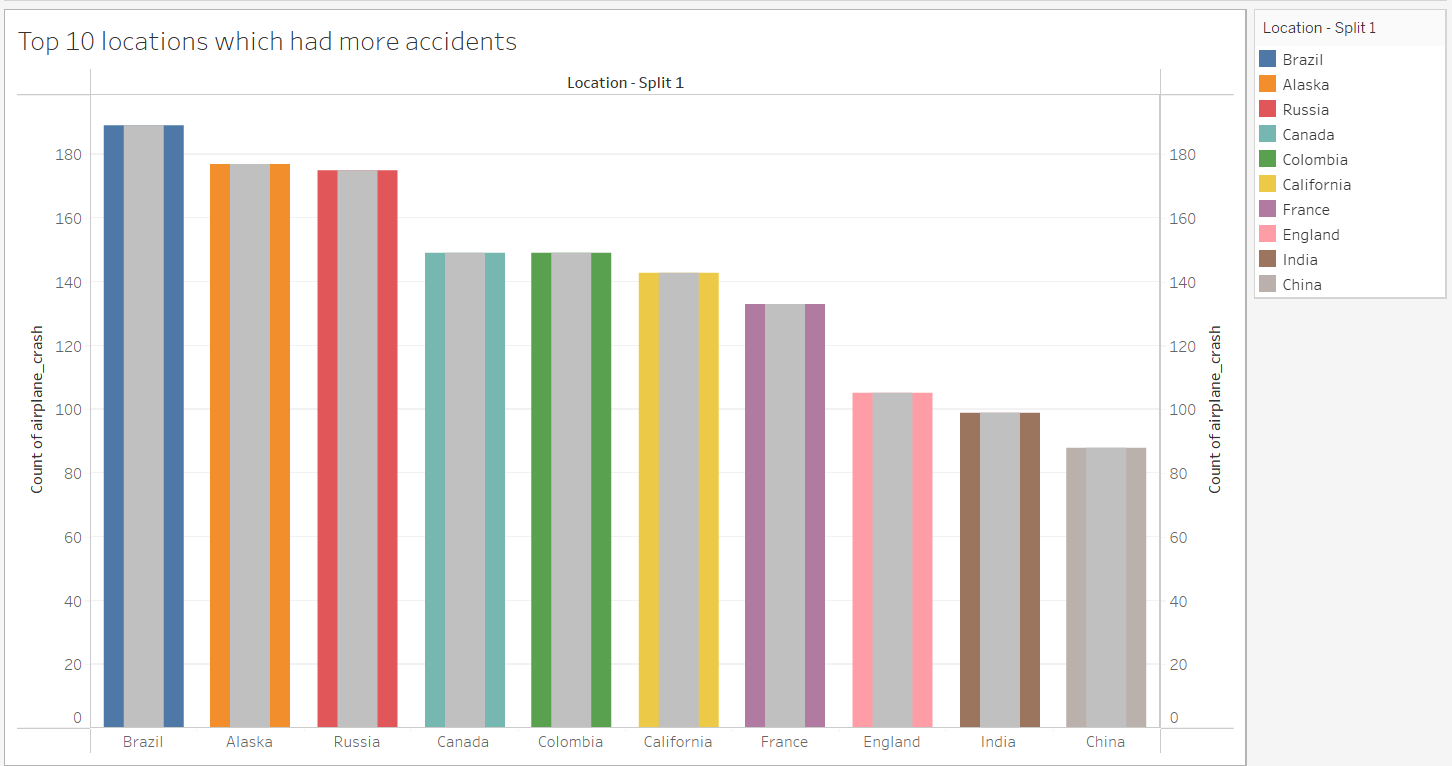 Top 10 locations which had more accidents
Location - Split 1
180
160
140
120
100
80
60
40
20
0
Count of airplane_crash
180
160
140
120
100
80
60
40
20
0
Count of airplane_crash
Brazil Alaska Russia Canada Colombia California France England India China
Location - Split 1
Brazil
Alaska
Russia
Canada
Colombia
California
France
England
India
China